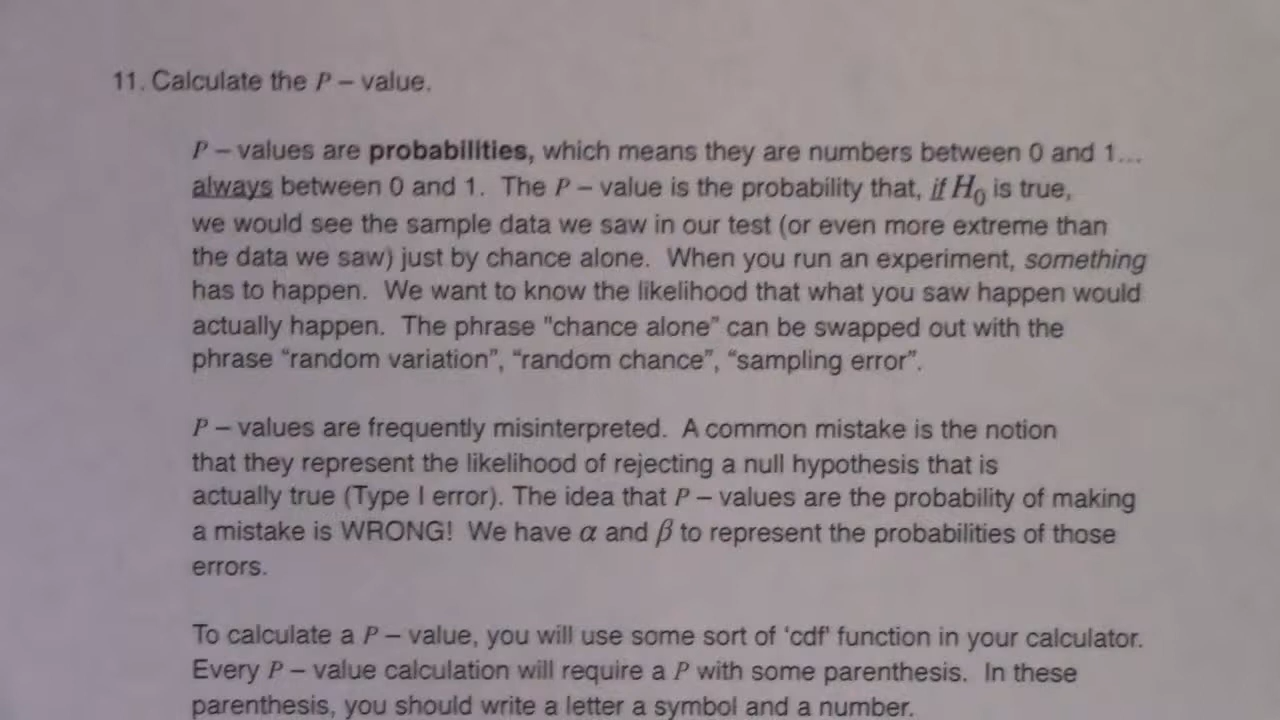 11. Calculate the P – value.
P – values are probabilities, which means they are numbers between 0 and 1...
always between 0 and 1. The P – value is the probability that, if H₀ is true,
we would see the sample data we saw in our test (or even more extreme than
the data we saw) just by chance alone. When you run an experiment, something
has to happen. We want to know the likelihood that what you saw happen would
actually happen. The phrase "chance alone” can be swapped out with the
phrase “random variation”, “random chance”, “sampling error”.
P – values are frequently misinterpreted. A common mistake is the notion
that they represent the likelihood of rejecting a null hypothesis that is
actually true (Type I error). The idea that P – values are the probability of making
a mistake is WRONG! We have α and β to represent the probabilities of those
errors.
To calculate a P – value, you will use some sort of 'cdf' function in your calculator.
Every P – value calculation will require a P with some parenthesis. In these
parenthesis, you should write a letter a symbol and a number.